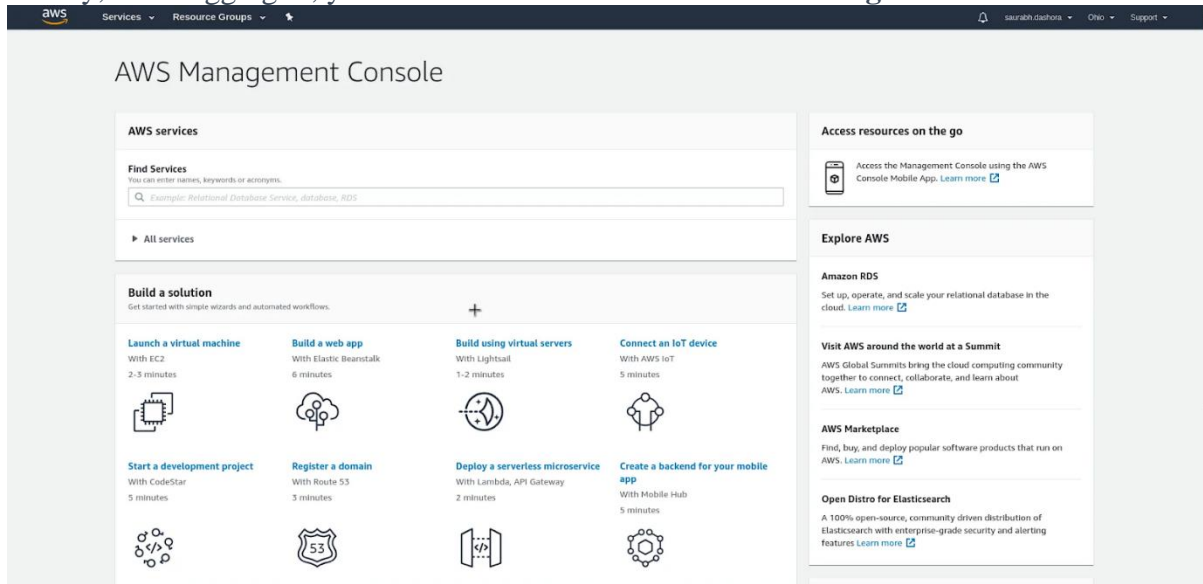 aws
Services
Resource Groups
saurabh.dashora
Ohio
Support
AWS Management Console
AWS services
Find Services
You can enter names, keywords or acronyms.
Example: Relational Database Service, database, RDS
All services
Build a solution
Get started with simple wizards and automated workflows.
Launch a virtual machine
With EC2
2-3 minutes
Build a web app
With Elastic Beanstalk
6 minutes
Build using virtual servers
With Lightsail
1-2 minutes
Connect an IoT device
With AWS IoT
5 minutes
Start a development project
With CodeStar
5 minutes
Register a domain
With Route 53
3 minutes
53
Deploy a serverless microservice
With Lambda, API Gateway
2 minutes
Create a backend for your mobile
app
With Mobile Hub
5 minutes
Access resources on the go
Access the Management Console using the AWS
Console Mobile App. Learn more
Explore AWS
Amazon RDS
Set up, operate, and scale your relational database in the
cloud. Learn more
Visit AWS around the world at a Summit
AWS Global Summits bring the cloud computing community
together to connect, collaborate, and learn about
AWS. Learn more
AWS Marketplace
Find, buy, and deploy popular software products that run on
AWS. Learn more
Open Distro for Elasticsearch
A 100% open-source, community driven distribution of
Elasticsearch with enterprise-grade security and alerting
features Learn more